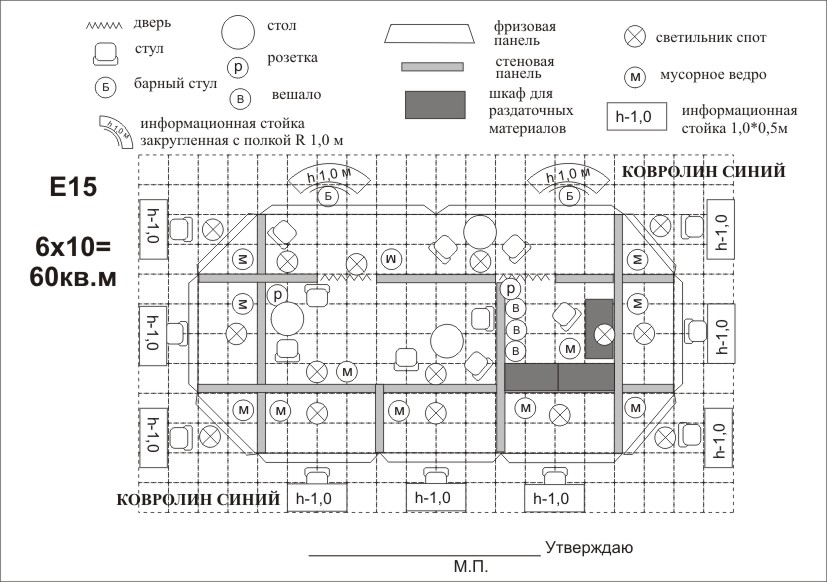 дверь
стул
Б
барный стул
h 1,0 м
информационная стойка
закругленная с полкой R 1,0 м
стол
р
розетка
В
вешало
фризовая
панель
стеновая
панель
шкаф для
раздаточных
материалов
светильник спот
м
мусорное ведро
h-1,0
информационная
стойка 1,0*0,5м
Е15
6х10=
60кв.м
КОВРОЛИН СИНИЙ
h 1,0 м
Б
h 1,0 м
Б
h-1,0
h-1,0
м
м
м
р
р
м
В
м
В
h-1,0
h-1,0
В
м
м
м
м
м
м
м
h-1,0
h-1,0
КОВРОЛИН СИНИЙ
h-1,0
h-1,0
h-1,0
Утверждаю
М.П.